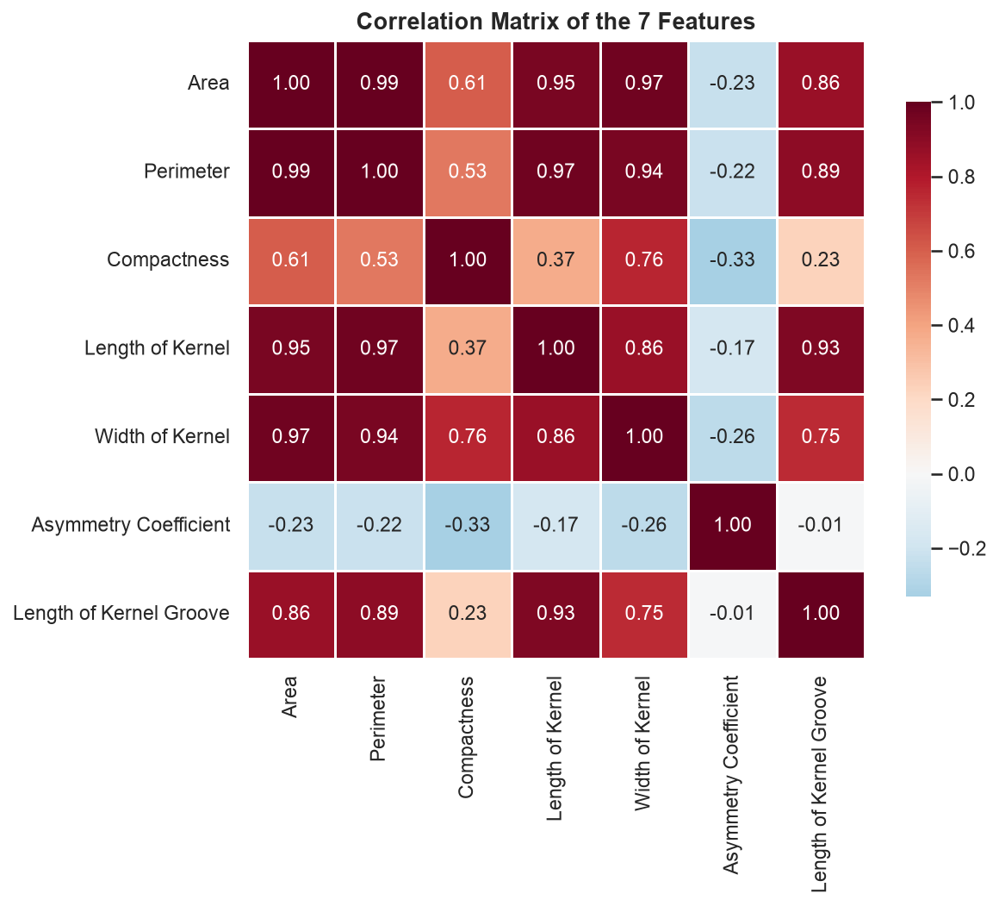 Correlation Matrix of the 7 Features
Area 1.00 0.99 0.61 0.95 0.97 -0.23 0.86
Perimeter 0.99 1.00 0.53 0.97 0.94 -0.22 0.89
Compactness 0.61 0.53 1.00 0.37 0.76 -0.33 0.23
Length of Kernel 0.95 0.97 0.37 1.00 0.86 -0.17 0.93
Width of Kernel 0.97 0.94 0.76 0.86 1.00 -0.26 0.75
Asymmetry Coefficient -0.23 -0.22 -0.33 -0.17 -0.26 1.00 -0.01
Length of Kernel Groove 0.86 0.89 0.23 0.93 0.75 -0.01 1.00
Area
Perimeter
Compactness
Length of Kernel
Width of Kernel
Asymmetry Coefficient
Length of Kernel Groove
1.0
0.8
0.6
0.4
0.2
0.0
−0.2